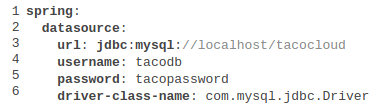 1 spring:
2   datasource:
3     url: jdbc:mysql://localhost/tacocloud
4     username: tacodb
5     password: tacopassword
6     driver-class-name: com.mysql.jdbc.Driver